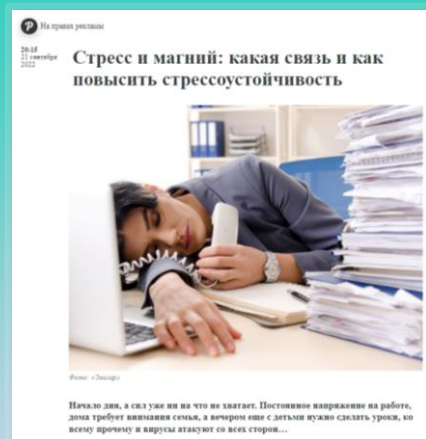 На правах рекламы
20:15
21 сентября
2022
Стресс и магний: какая связь и как
повысить стрессоустойчивость
Фото: «Эвалар»
Начало дня, а сил уже ни на что не хватает. Постоянное напряжение на работе,
дома требует внимания семья, а вечером еще с детьми нужно сделать уроки, ко
всему прочему и вирусы атакуют со всех сторон…